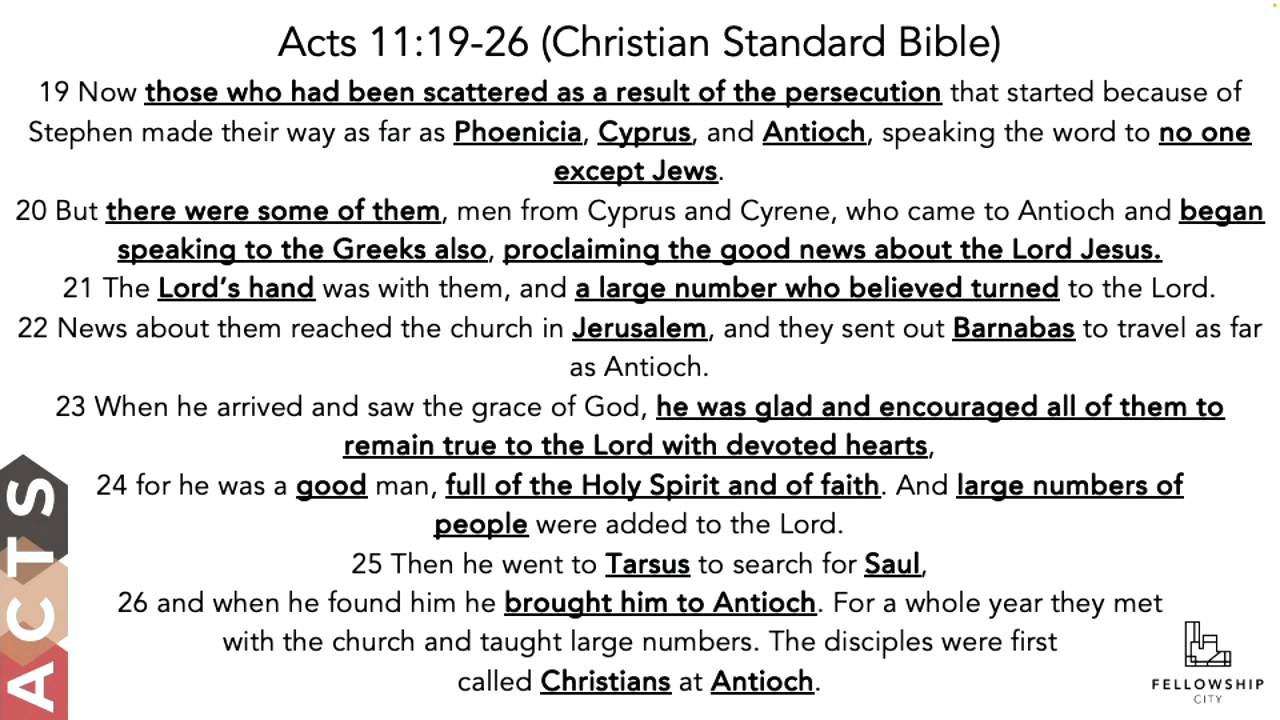 Acts 11:19-26 (Christian Standard Bible)
19 Now those who had been scattered as a result of the persecution that started because of
Stephen made their way as far as Phoenicia, Cyprus, and Antioch, speaking the word to no one
except Jews.
20 But there were some of them, men from Cyprus and Cyrene, who came to Antioch and began
speaking to the Greeks also, proclaiming the good news about the Lord Jesus.
21 The Lord’s hand was with them, and a large number who believed turned to the Lord.
22 News about them reached the church in Jerusalem, and they sent out Barnabas to travel as far
as Antioch.
23 When he arrived and saw the grace of God, he was glad and encouraged all of them to
remain true to the Lord with devoted hearts,
24 for he was a good man, full of the Holy Spirit and of faith. And large numbers of
people were added to the Lord.
25 Then he went to Tarsus to search for Saul,
26 and when he found him he brought him to Antioch. For a whole year they met
with the church and taught large numbers. The disciples were first
called Christians at Antioch.
ACTS
FELLOWSHIP
CITY